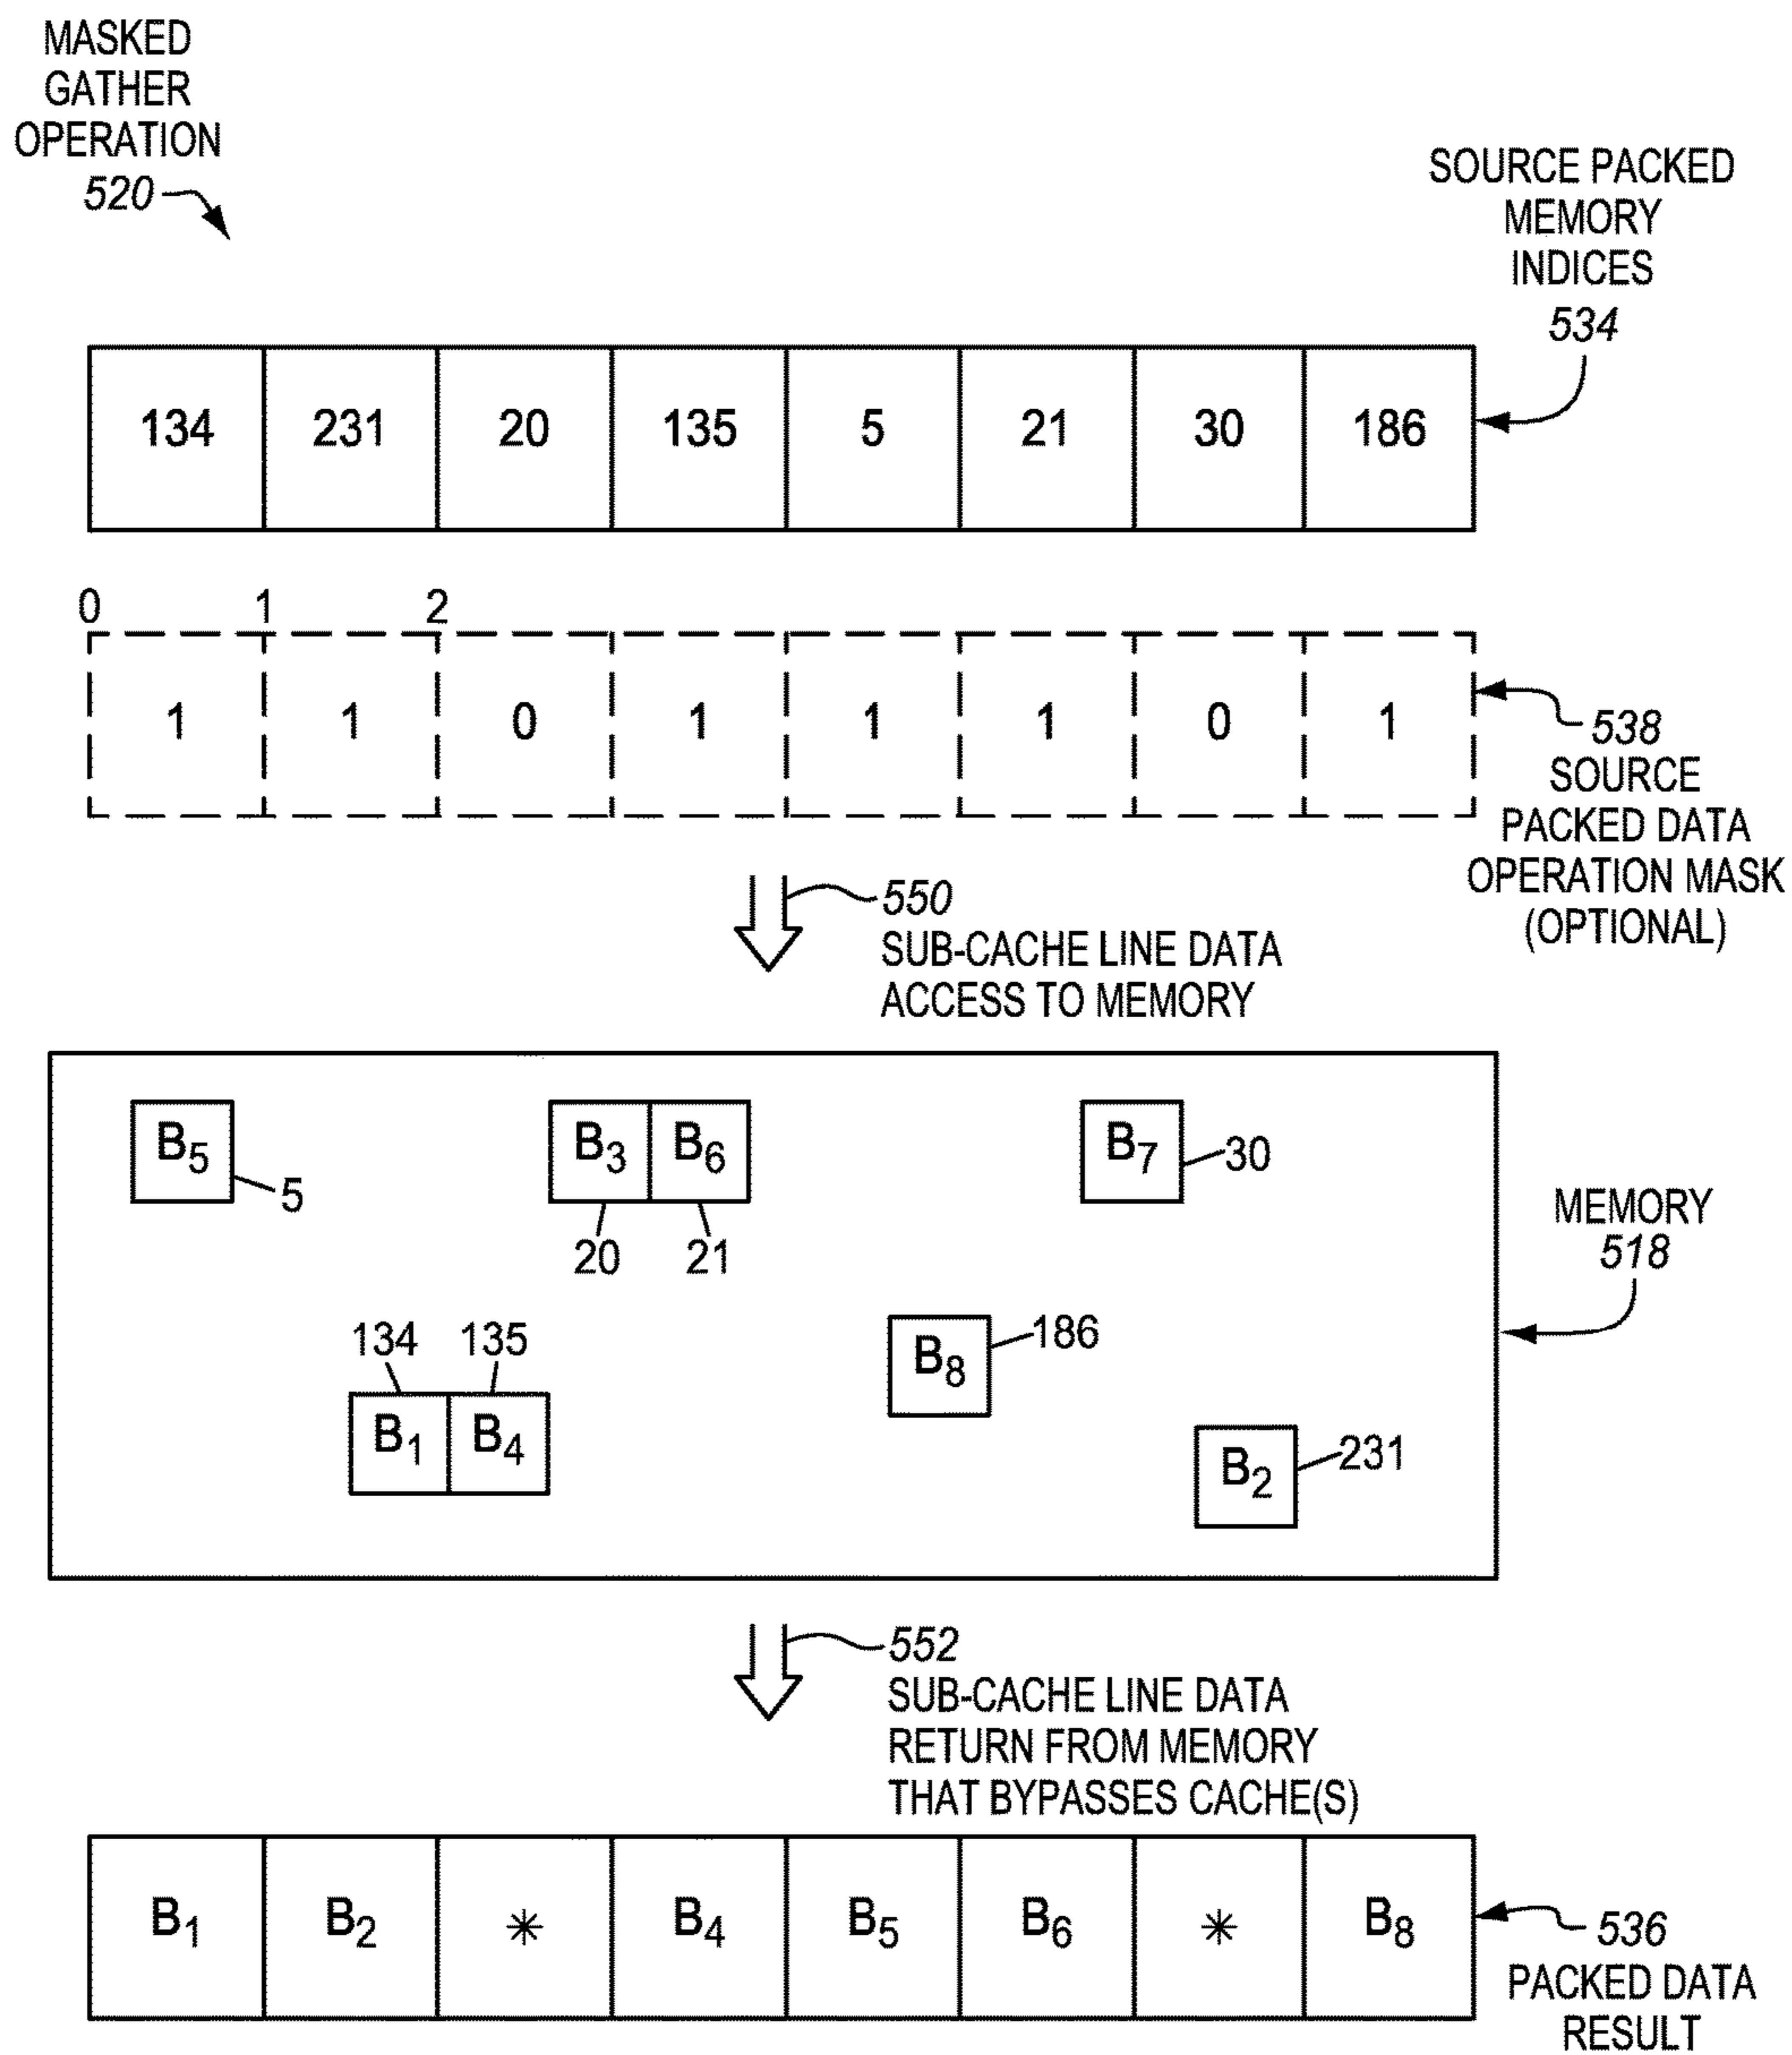 MASKED
GATHER
OPERATION
520
SOURCE PACKED
MEMORY
INDICES
534
134 231 20 135 5 21 30 186
0 1 2
1 1 0 1 1 1 0 1
538
SOURCE
PACKED DATA
OPERATION MASK
(OPTIONAL)
550
SUB-CACHE LINE DATA
ACCESS TO MEMORY
B5 B3 B6 B7
5 20 21 30
MEMORY
518
134 135 186
B1 B4 B8
B2 231
552
SUB-CACHE LINE DATA
RETURN FROM MEMORY
THAT BYPASSES CACHE(S)
B1 B2 * B4 B5 B6 * B8
536
PACKED DATA
RESULT